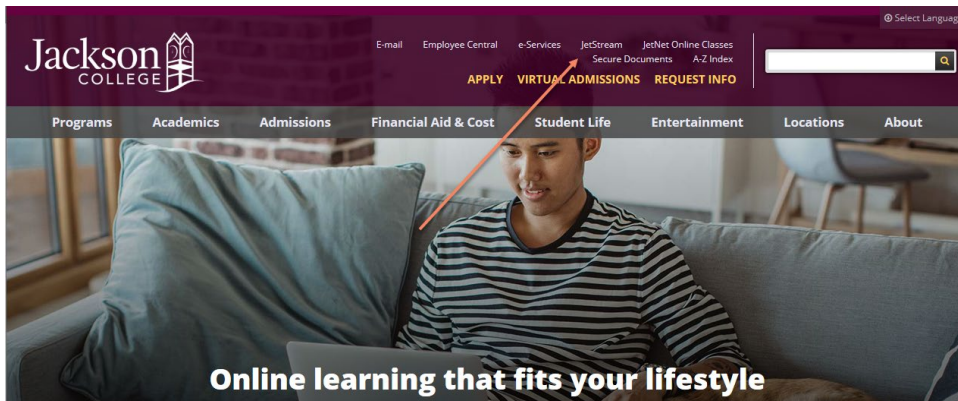 Select Languag
Jackson
COLLEGE
E-mail Employee Central e-Services JetStream JetNet Online Classes
Secure Documents A-Z Index
APPLY VIRTUAL ADMISSIONS REQUEST INFO
Programs Academics Admissions Financial Aid & Cost Student Life Entertainment Locations About
Online learning that fits your lifestyle